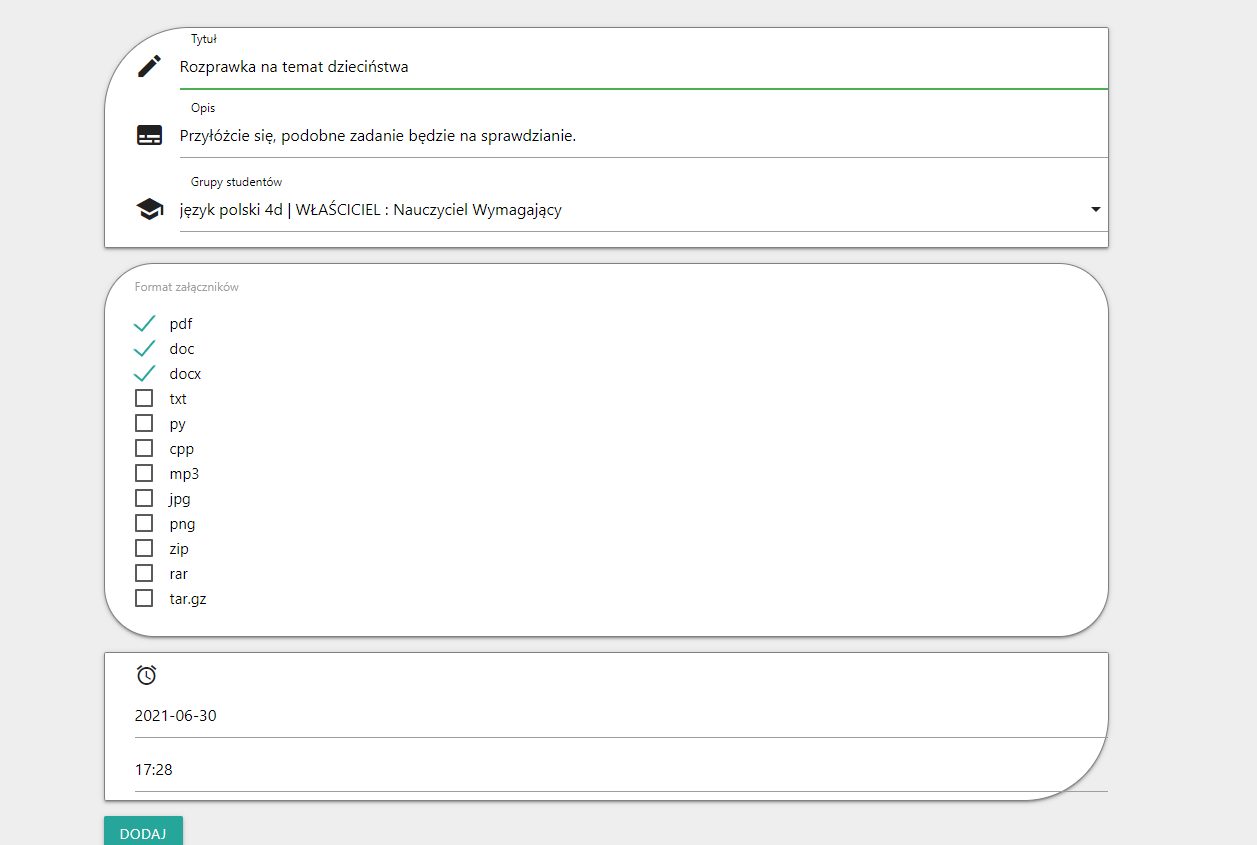 Tytuł
Rozprawka na temat dzieciństwa
Opis
Przyłóżcie się, podobne zadanie będzie na sprawdzianie.
Grupy studentów
język polski 4d | WŁAŚCICIEL : Nauczyciel Wymagający
Format załączników
pdf
doc
docx
txt
py
cpp
mp3
jpg
png
zip
rar
tar.gz
2021-06-30
17:28
DODAJ